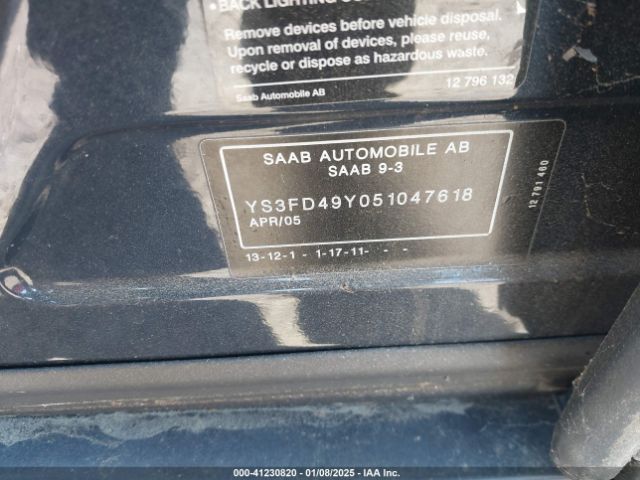 • BACK LIGHTING
Remove devices before vehicle disposal.
Upon removal of devices, please reuse,
recycle or dispose as hazardous waste.
Saab Automobile AB 12 796 132
SAAB AUTOMOBILE AB
SAAB 9-3
YS3FD49Y051047618
APR/05
13-12-1 - 1-17-11- - -
12 791 460
000-41230820 - 01/08/2025 - IAA Inc.